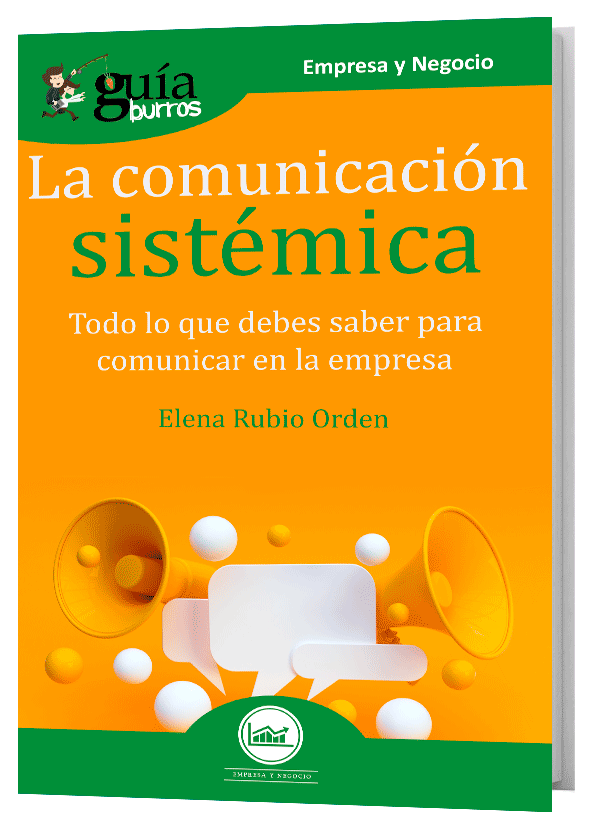 Empresa y Negocio
guía
burros
La comunicación
sistémica
Todo lo que debes saber para
comunicar en la empresa
Elena Rubio Orden
EMPRESA Y NEGOCIO